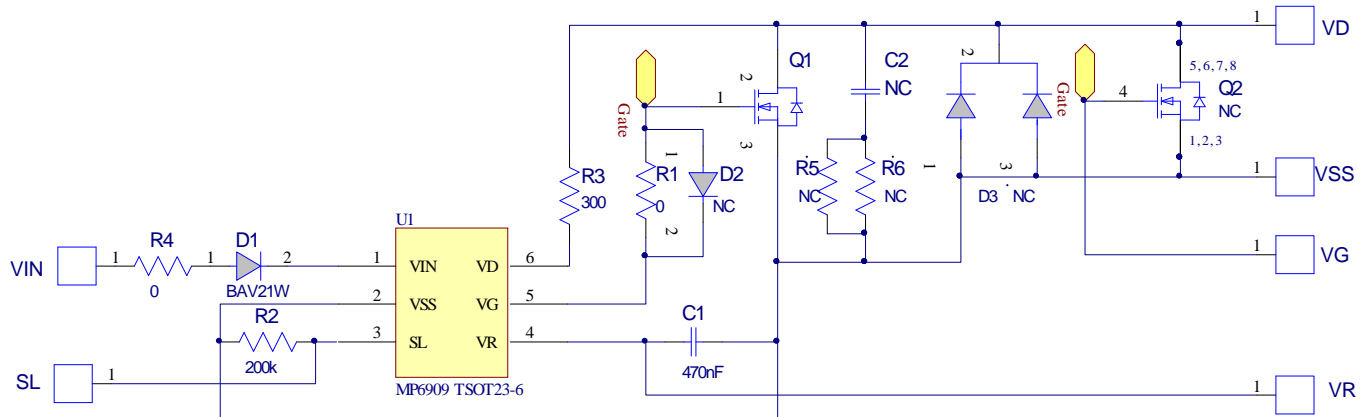 1 VD
Q1
C2
NC
2
2
5,6,7,8
Q2
NC
4
1
Gate
Gate
3
1,2,3
1
R1
0
2
D2
NC
R3
300
R5
NC
R6
NC
1
3
D3 NC
1 VSS
U1
R4
0
D1
BAV21W
VIN 1 1 2 1 VIN VD 6
1 VG
2 VSS VG 5
R2
200k
3 SL VR 4
C1
470nF
SL 1
MP6909 TSOT23-6
1 VR